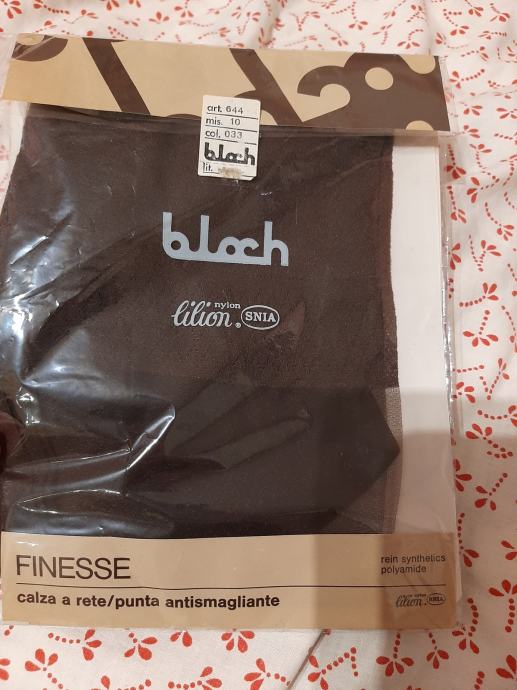 art. 644
mis. 10
col. 033
bloch
lit.
bloch
nylon
lilion. SNIA
FINESSE
rein synthetics
polyamide
calza a rete/punta antismagliante
lilion. SNIA